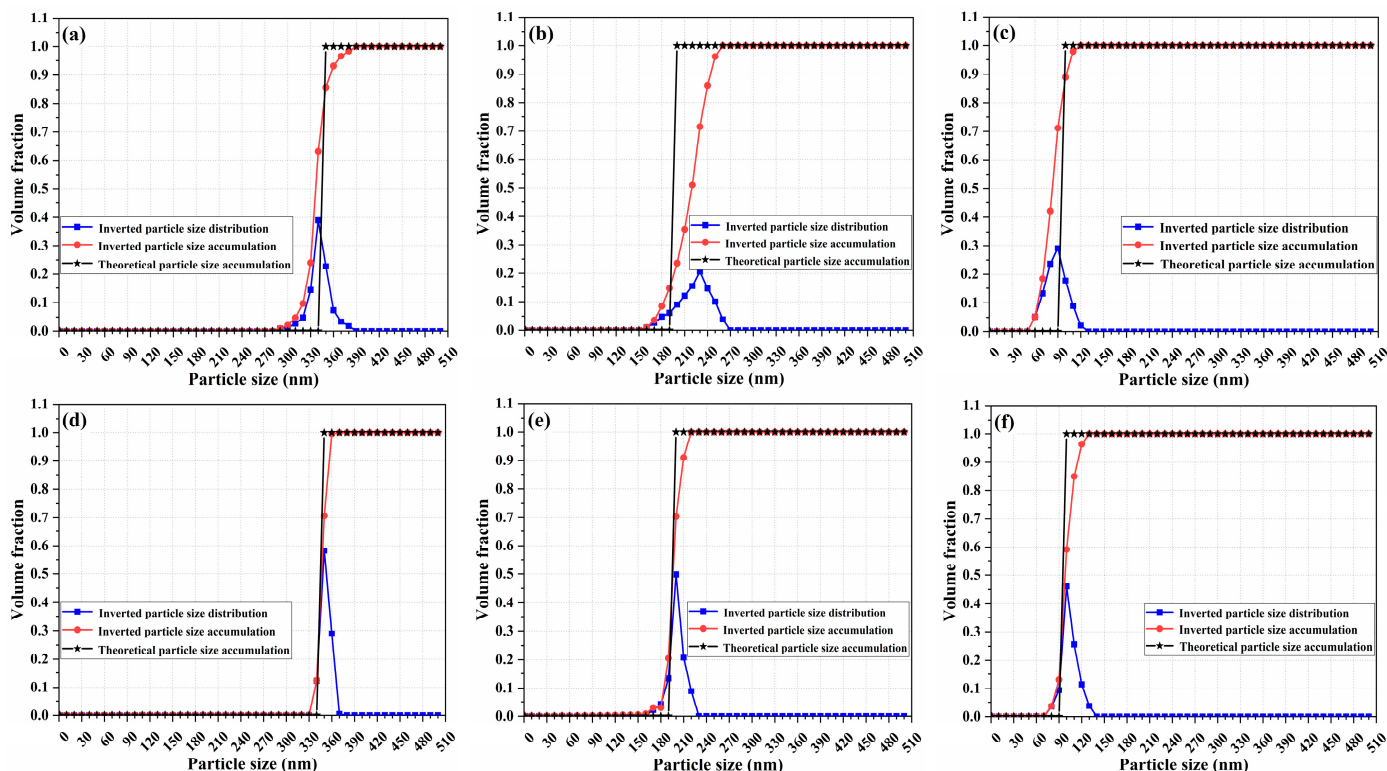 (a)
Volume fraction
1.1
1.0
0.9
0.8
0.7
0.6
0.5
0.4
0.3
0.2
0.1
0.0
Inverted particle size distribution
Inverted particle size accumulation
Theoretical particle size accumulation
0 30 60 90 120 150 180 210 240 270 300 330 360 390 420 450 480 510
Particle size (nm)
(b)
Volume fraction
1.1
1.0
0.9
0.8
0.7
0.6
0.5
0.4
0.3
0.2
0.1
0.0
Inverted particle size distribution
Inverted particle size accumulation
Theoretical particle size accumulation
0 30 60 90 120 150 180 210 240 270 300 330 360 390 420 450 480 510
Particle size (nm)
(c)
Volume fraction
1.1
1.0
0.9
0.8
0.7
0.6
0.5
0.4
0.3
0.2
0.1
0.0
Inverted particle size distribution
Inverted particle size accumulation
Theoretical particle size accumulation
0 30 60 90 120 150 180 210 240 270 300 330 360 390 420 450 480 510
Particle size (nm)
(d)
Volume fraction
1.1
1.0
0.9
0.8
0.7
0.6
0.5
0.4
0.3
0.2
0.1
0.0
Inverted particle size distribution
Inverted particle size accumulation
Theoretical particle size accumulation
0 30 60 90 120 150 180 210 240 270 300 330 360 390 420 450 480 510
Particle size (nm)
(e)
Volume fraction
1.1
1.0
0.9
0.8
0.7
0.6
0.5
0.4
0.3
0.2
0.1
0.0
Inverted particle size distribution
Inverted particle size accumulation
Theoretical particle size accumulation
0 30 60 90 120 150 180 210 240 270 300 330 360 390 420 450 480 510
Particle size (nm)
(f)
Volume fraction
1.1
1.0
0.9
0.8
0.7
0.6
0.5
0.4
0.3
0.2
0.1
0.0
Inverted particle size distribution
Inverted particle size accumulation
Theoretical particle size accumulation
0 30 60 90 120 150 180 210 240 270 300 330 360 390 420 450 480 510
Particle size (nm)